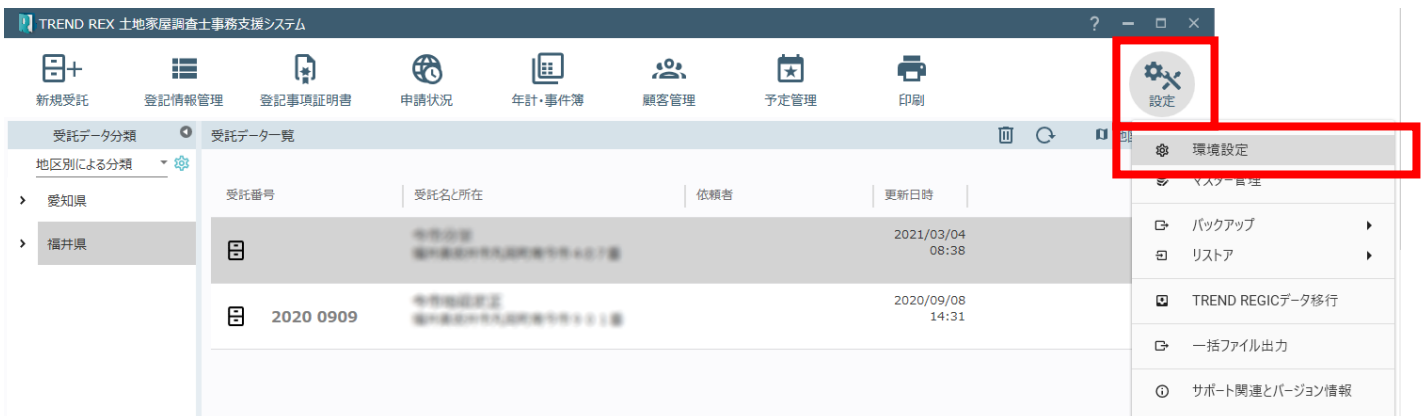 TREND REX 土地家屋調査士事務支援システム
?
新規受託 登記情報管理 登記事項証明書 申請状況 年計・事件簿 顧客管理 予定管理 印刷 設定
受託データ分類 受託データ一覧
地区別による分類
愛知県
福井県
受託番号 受託名と所在 依頼者 更新日時
2021/03/04
08:38
2020 0909
2020/09/08
14:31
環境設定
マスター管理
バックアップ
リストア
TREND REGICデータ移行
一括ファイル出力
サポート関連とバージョン情報